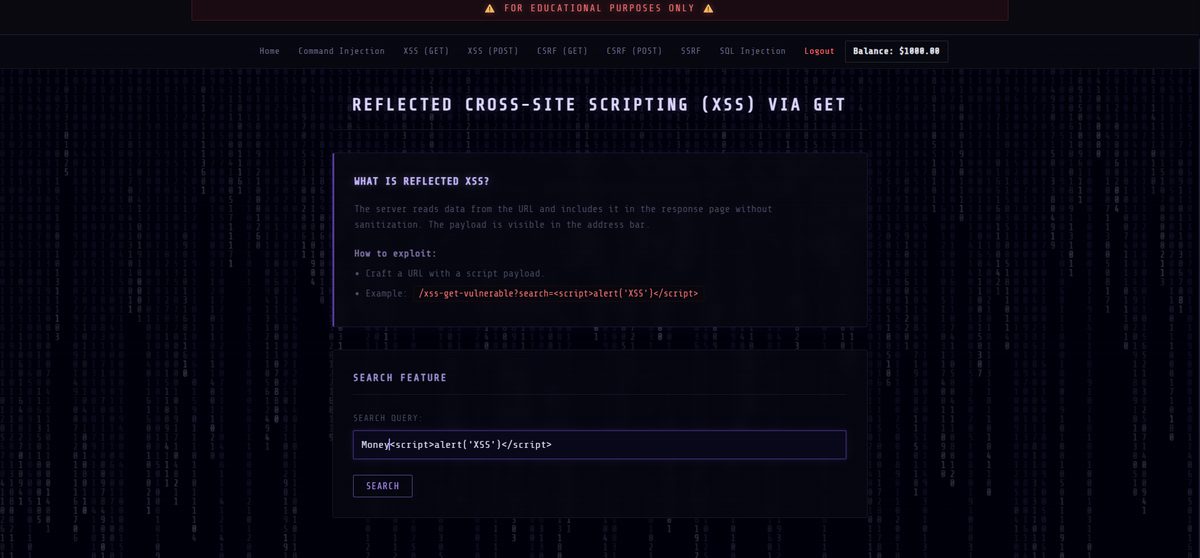 ⚠ FOR EDUCATIONAL PURPOSES ONLY ⚠
Home Command Injection XSS (GET) XSS (POST) CSRF (GET) CSRF (POST) SSRF SQL Injection Logout Balance: $1000.00
REFLECTED CROSS-SITE SCRIPTING (XSS) VIA GET
WHAT IS REFLECTED XSS?
The server reads data from the URL and includes it in the response page without
sanitization. The payload is visible in the address bar.
How to exploit:
• Craft a URL with a script payload.
• Example: /xss-get-vulnerable?search=<script>alert('XSS')</script>
SEARCH FEATURE
SEARCH QUERY:
Money<script>alert('XSS')</script>
SEARCH